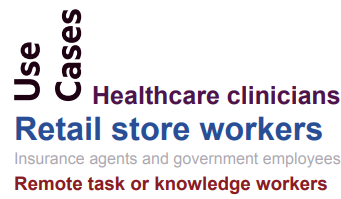 Use
Cases
Healthcare clinicians
Retail store workers
Insurance agents and government employees
Remote task or knowledge workers